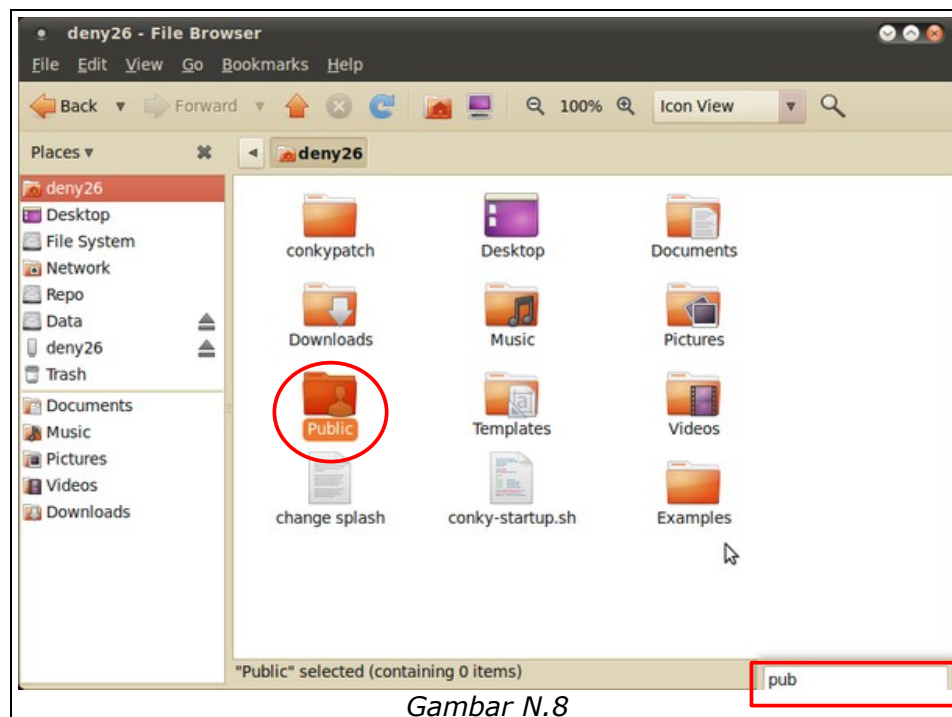 deny26 - File Browser
File Edit View Go Bookmarks Help
Back Forward 100% Icon View
Places deny26
deny26
Desktop
File System
Network
Repo
Data
deny26
Trash
Documents
Music
Pictures
Videos
Downloads
conkypatch Desktop Documents
Downloads Music Pictures
Public Templates Videos
change splash conky-startup.sh Examples
"Public" selected (containing 0 items)
pub
Gambar N.8